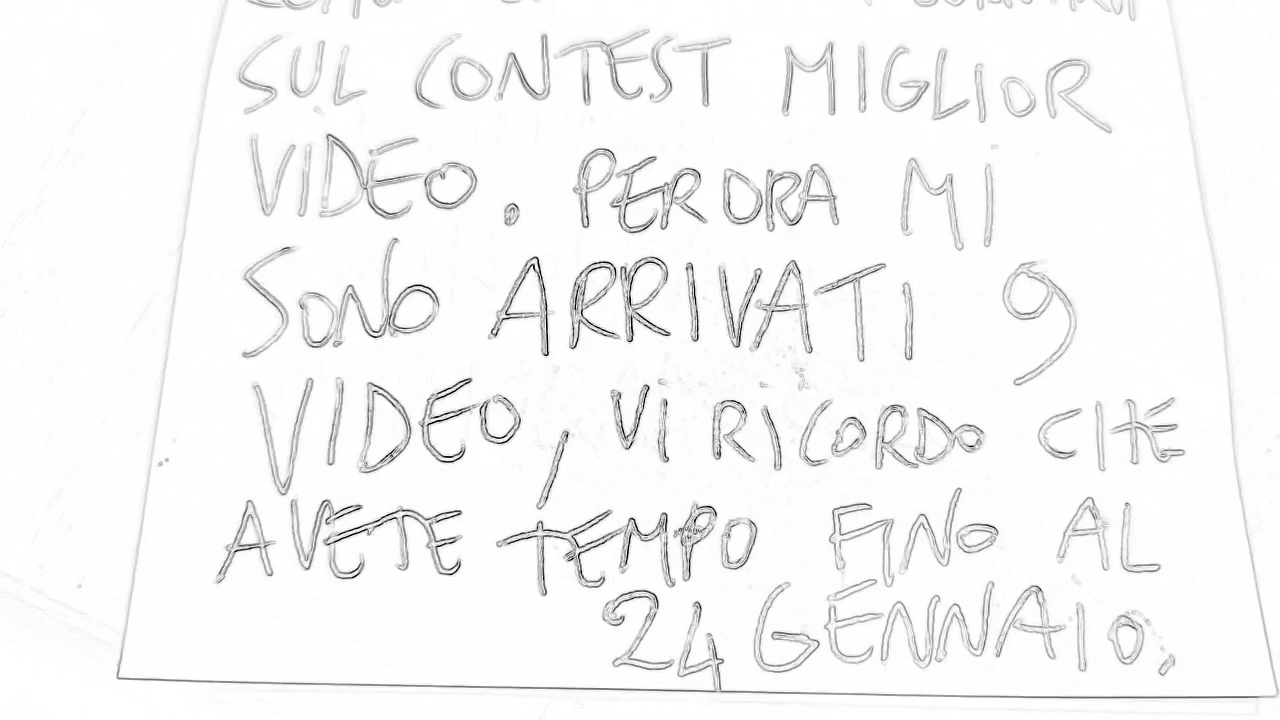 SUL CONTEST MIGLIOR
VIDEO. PER ORA MI
SONO ARRIVATI 9
VIDEO, VI RICORDO CHE
AVETE TEMPO FINO AL
24 GENNAIO.